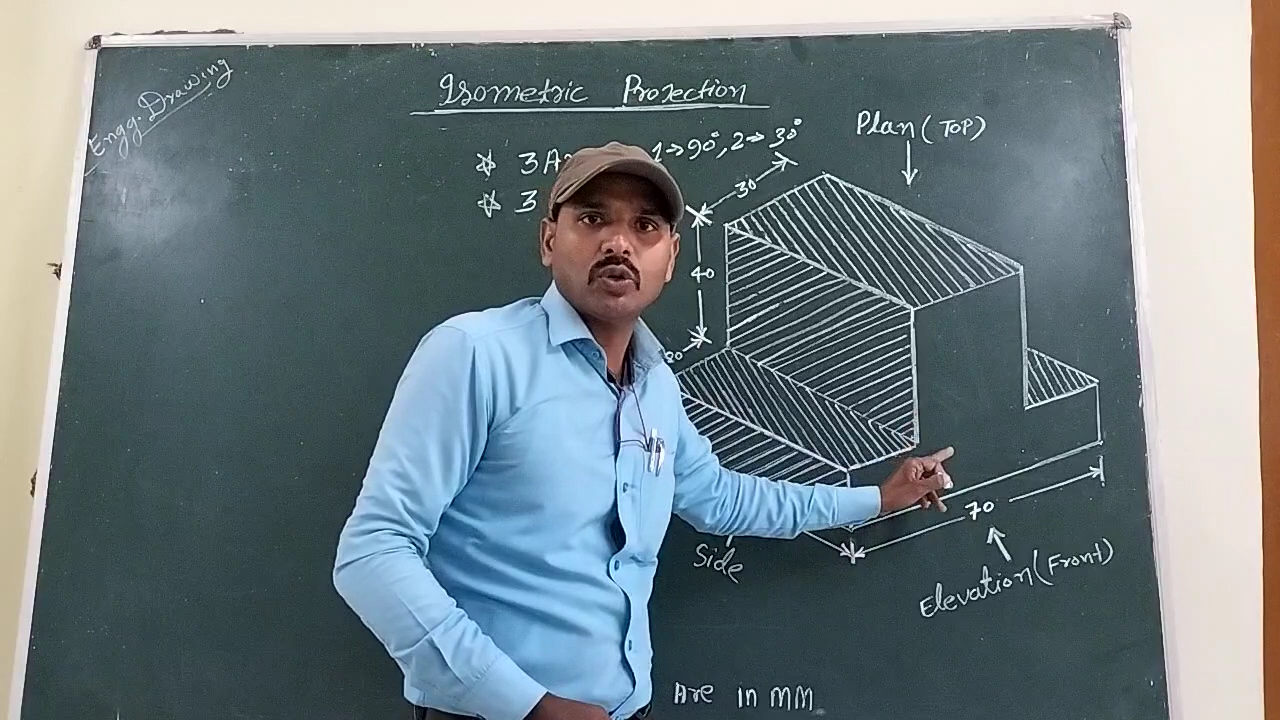 Engg. Drawing
Isometric Projection
3 1→90°, 2→30°
3
Plan (TOP)
30
40
30
70
Side
Elevation (Front)
Are in MM